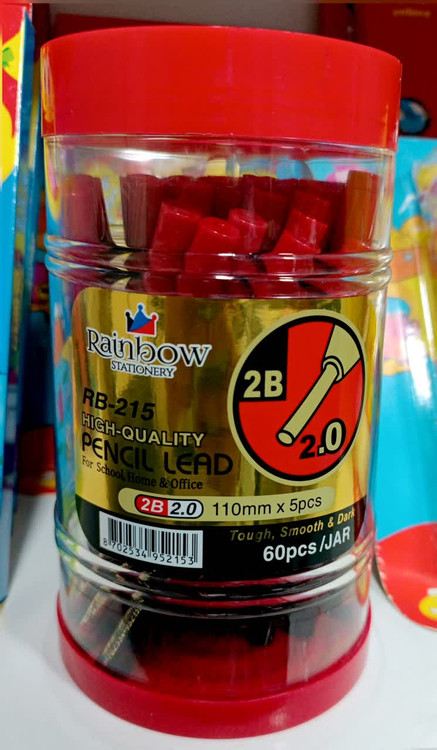 Rainbow
STATIONERY
RB-215
HIGH-QUALITY
PENCIL LEAD
For School, Home & Office
2B
2.0
2B 2.0 110mm x 5pcs
Tough, Smooth & Dark
60pcs/JAR
8 702534 952153